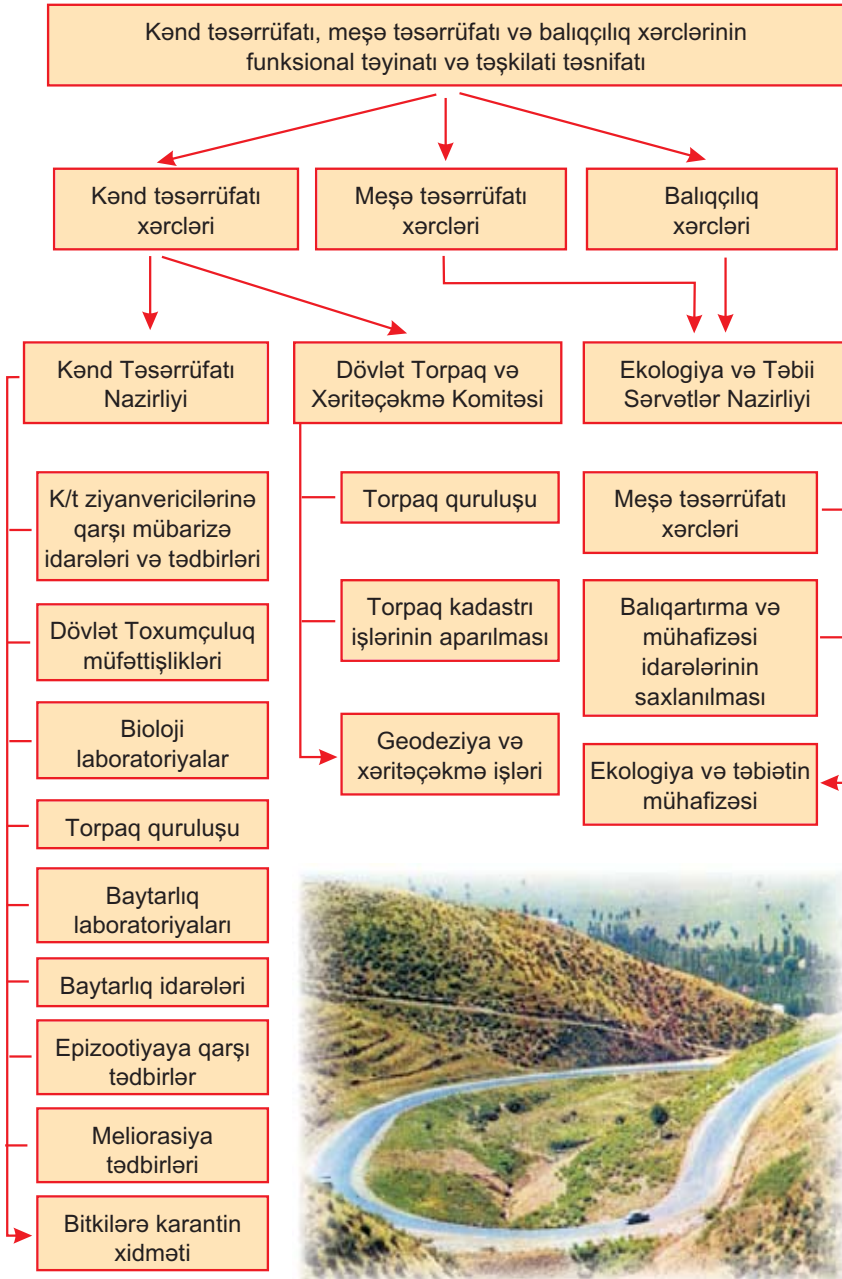 Kənd təsərrüfatı, meşə təsərrüfatı və balıqçılıq xərclərinin
funksional təyinatı və təşkilati təsnifatı
Kənd təsərrüfatı
xərcləri
Meşə təsərrüfatı
xərcləri
Balıqçılıq
xərcləri
Kənd Təsərrüfatı
Nazirliyi
Dövlət Torpaq və
Xəritəçəkmə Komitəsi
Ekologiya və Təbii
Sərvətlər Nazirliyi
K/t ziyanvericilərinə
qarşı mübarizə
idarələri və tədbirləri
Dövlət Toxumçuluq
müfəttişlikləri
Bioloji
laboratoriyalar
Torpaq quruluşu
Baytarlıq
laboratoriyaları
Baytarlıq idarələri
Epizootiyaya qarşı
tədbirlər
Meliorasiya
tədbirləri
Bitkilərə karantin
xidməti
Torpaq quruluşu
Torpaq kadastrı
işlərinin aparılması
Geodeziya və
xəritəçəkmə işləri
Meşə təsərrüfatı
xərcləri
Balıqartırma və
mühafizəsi
idarələrinin
saxlanılması
Ekologiya və təbiətin
mühafizəsi